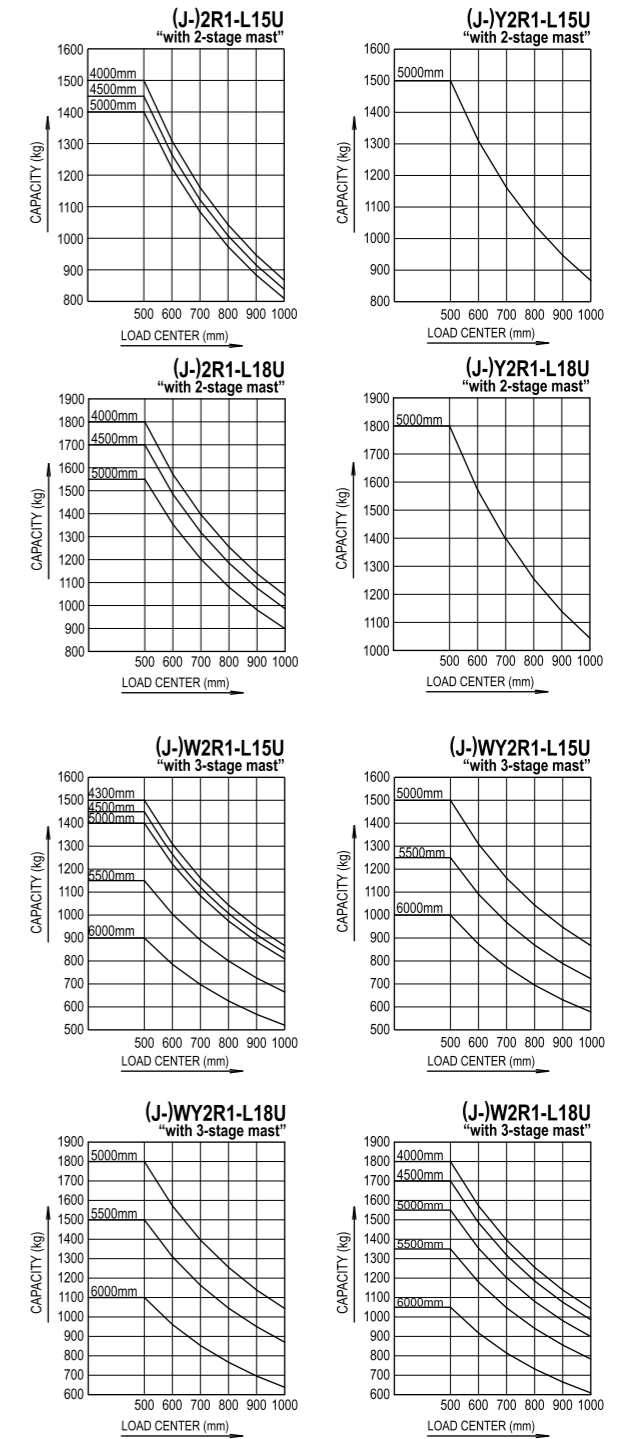 (J-)2R1-L15U
“with 2-stage mast”
1600
1500
1400
1300
1200
1100
1000
900
800
4000mm
4500mm
5000mm
CAPACITY (kg)
500 600 700 800 900 1000
LOAD CENTER (mm)
(J-)Y2R1-L15U
“with 2-stage mast”
1600
1500
1400
1300
1200
1100
1000
900
800
5000mm
CAPACITY (kg)
500 600 700 800 900 1000
LOAD CENTER (mm)
(J-)2R1-L18U
“with 2-stage mast”
1900
1800
1700
1600
1500
1400
1300
1200
1100
1000
900
800
4000mm
4500mm
5000mm
CAPACITY (kg)
500 600 700 800 900 1000
LOAD CENTER (mm)
(J-)Y2R1-L18U
“with 2-stage mast”
1900
1800
1700
1600
1500
1400
1300
1200
1100
1000
5000mm
CAPACITY (kg)
500 600 700 800 900 1000
LOAD CENTER (mm)
(J-)W2R1-L15U
“with 3-stage mast”
1600
1500
1400
1300
1200
1100
1000
900
800
700
600
500
4300mm
4500mm
5000mm
5500mm
6000mm
CAPACITY (kg)
500 600 700 800 900 1000
LOAD CENTER (mm)
(J-)WY2R1-L15U
“with 3-stage mast”
1600
1500
1400
1300
1200
1100
1000
900
800
700
600
500
5000mm
5500mm
6000mm
CAPACITY (kg)
500 600 700 800 900 1000
LOAD CENTER (mm)
(J-)WY2R1-L18U
“with 3-stage mast”
1900
1800
1700
1600
1500
1400
1300
1200
1100
1000
900
800
700
600
5000mm
5500mm
6000mm
CAPACITY (kg)
500 600 700 800 900 1000
LOAD CENTER (mm)
(J-)W2R1-L18U
“with 3-stage mast”
1900
1800
1700
1600
1500
1400
1300
1200
1100
1000
900
800
700
600
4000mm
4500mm
5000mm
5500mm
6000mm
CAPACITY (kg)
500 600 700 800 900 1000
LOAD CENTER (mm)